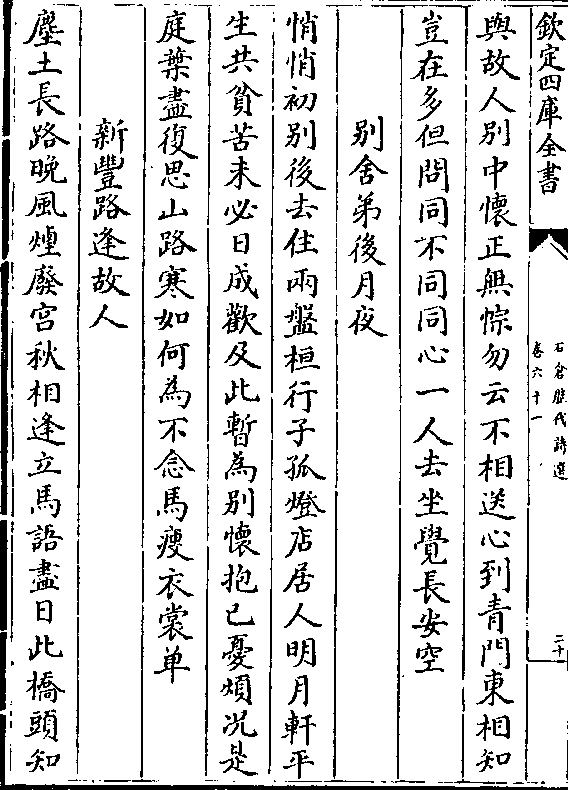 欽定四庫全書
石倉歷代詩選
卷六十一
二十
與故人別中懷正無悰勿云不相送心到青門東相知
豈在多但問同不同同心一人去坐覺長安空
別舍弟後月夜
悄悄初別後去住兩盤桓行子孤燈店居人明月軒平
生共貧苦未必日成歡及此暫為別懷抱已憂煩況是
庭葉盡復思山路寒如何為不念馬瘦衣裳单
新豐路逢故人
塵土長路晚風煙廢宮秋相逢立馬語盡日此橋頭知